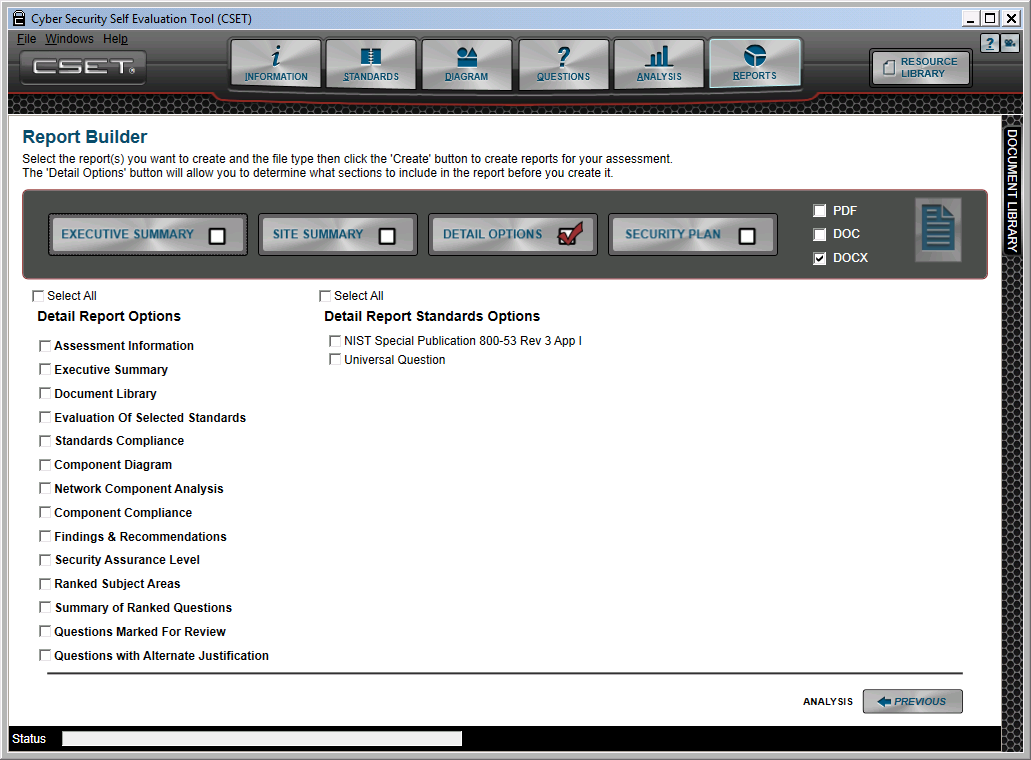 Cyber Security Self Evaluation Tool (CSET)
File Windows Help
CSET
INFORMATION
STANDARDS
DIAGRAM
QUESTIONS
ANALYSIS
REPORTS
RESOURCE
LIBRARY
?
DOCUMENT LIBRARY
Report Builder
Select the report(s) you want to create and the file type then click the 'Create' button to create reports for your assessment.
The 'Detail Options' button will allow you to determine what sections to include in the report before you create it.
EXECUTIVE SUMMARY
SITE SUMMARY
DETAIL OPTIONS
SECURITY PLAN
PDF
DOC
DOCX
Select All
Detail Report Options
Assessment Information
Executive Summary
Document Library
Evaluation Of Selected Standards
Standards Compliance
Component Diagram
Network Component Analysis
Component Compliance
Findings & Recommendations
Security Assurance Level
Ranked Subject Areas
Summary of Ranked Questions
Questions Marked For Review
Questions with Alternate Justification
Select All
Detail Report Standards Options
NIST Special Publication 800-53 Rev 3 App I
Universal Question
ANALYSIS
PREVIOUS
Status